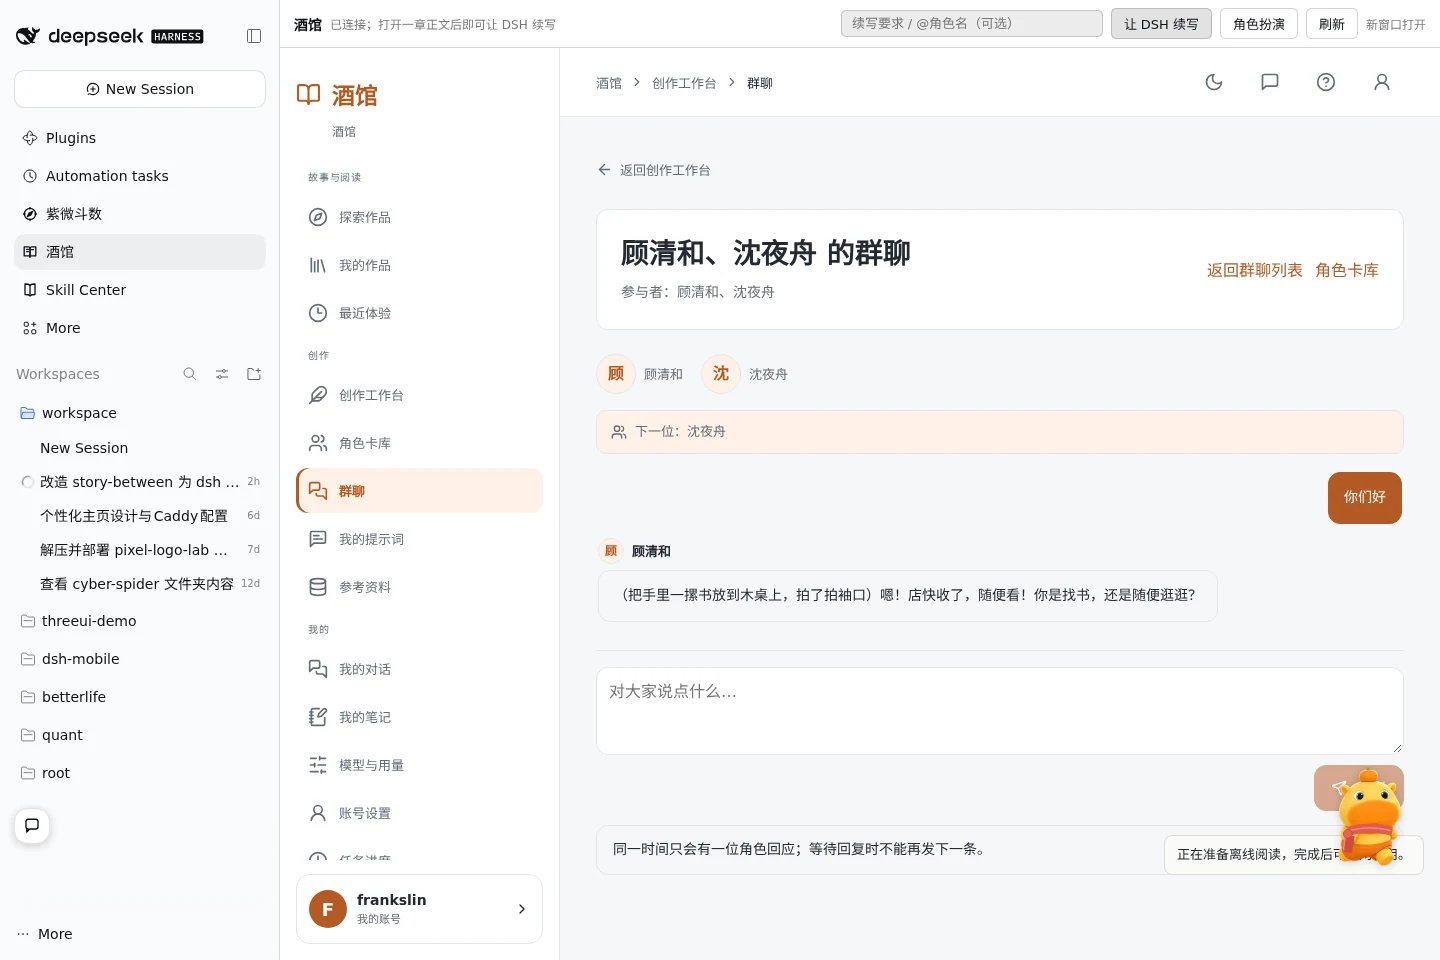 deepseek HARNESS
New Session
Plugins
Automation tasks
紫微斗数
酒馆
Skill Center
More
Workspaces
workspace
New Session
改造 story-between 为 dsh ... 2h
个性化主页设计与Caddy配置 6d
解压并部署 pixel-logo-lab ... 7d
查看 cyber-spider 文件夹内容 12d
threeui-demo
dsh-mobile
betterlife
quant
root
More
酒馆 已连接；打开一章正文后即可让 DSH 续写
续写要求 / @角色名（可选）
让 DSH 续写
角色扮演
刷新
新窗口打开
酒馆
酒馆
故事与阅读
探索作品
我的作品
最近体验
创作
创作工作台
角色卡库
群聊
我的提示词
参考资料
我的
我的对话
我的笔记
模型与用量
账号设置
F
frankslin
我的账号
酒馆 > 创作工作台 > 群聊
返回创作工作台
顾清和、沈夜舟 的群聊
参与者：顾清和、沈夜舟
返回群聊列表 角色卡库
顾 顾清和 沈 沈夜舟
下一位：沈夜舟
你们好
顾 顾清和
（把手里一摞书放到木桌上，拍了拍袖口）嗯！店快收了，随便看！你是找书，还是随便逛逛？
对大家说点什么…
同一时间只会有一位角色回应；等待回复时不能再发下一条。
正在准备离线阅读，完成后可